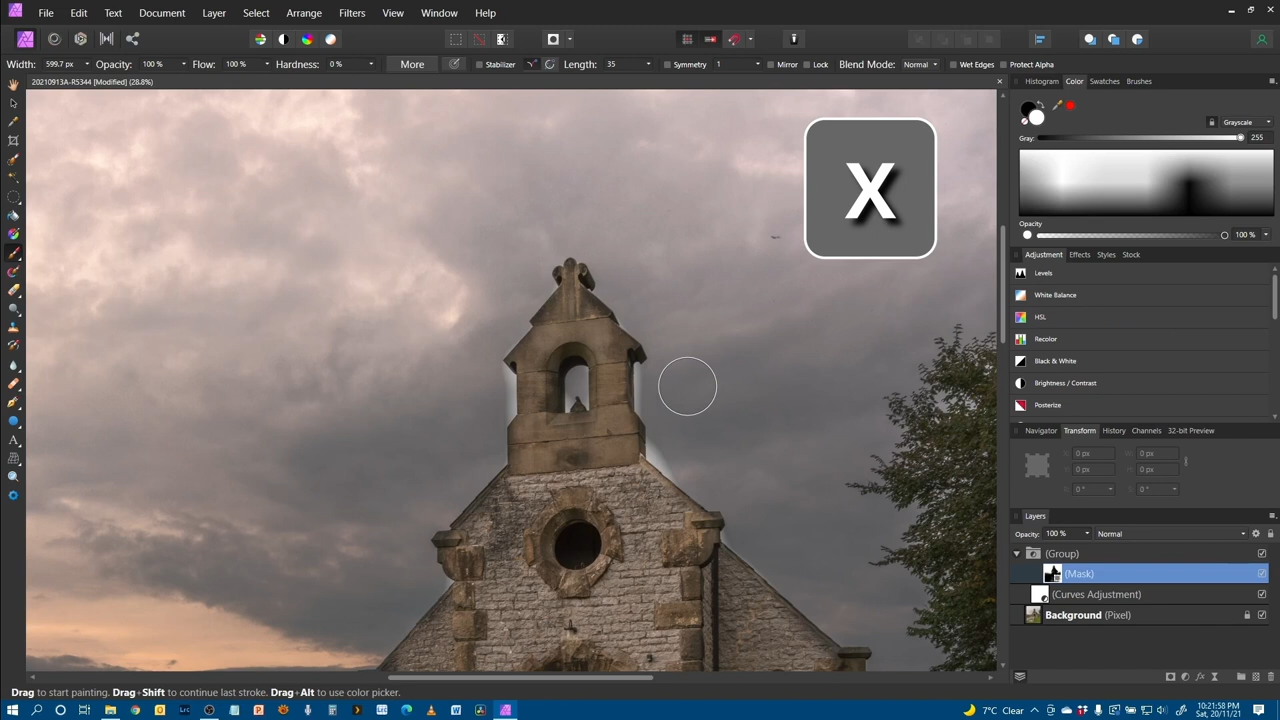 File Edit Text Document Layer Select Arrange Filters View Window Help
Width: 599.7 px Opacity: 100 % Flow: 100 % Hardness: 0 % More Stabilizer Length: 35 Symmetry 1 Mirror Lock Blend Mode: Normal Wet Edges Protect Alpha
20210913A-R5344 [Modified] (28.8%)
X
Histogram Color Swatches Brushes
Grayscale
Gray: 255
Opacity
100 %
Adjustment Effects Styles Stock
Levels
White Balance
HSL
Recolor
Black & White
Brightness / Contrast
Posterize
Navigator Transform History Channels 32-bit Preview
X: 0 px W: 0 px
Y: 0 px H: 0 px
R: 0 ° S: 0 °
Layers
Opacity: 100 % Normal
(Group)
(Mask)
(Curves Adjustment)
Background (Pixel)
Drag to start painting. Drag+Shift to continue last stroke. Drag+Alt to use color picker.
7°C Clear
10:21:58 PM
Sat, 20/11/21